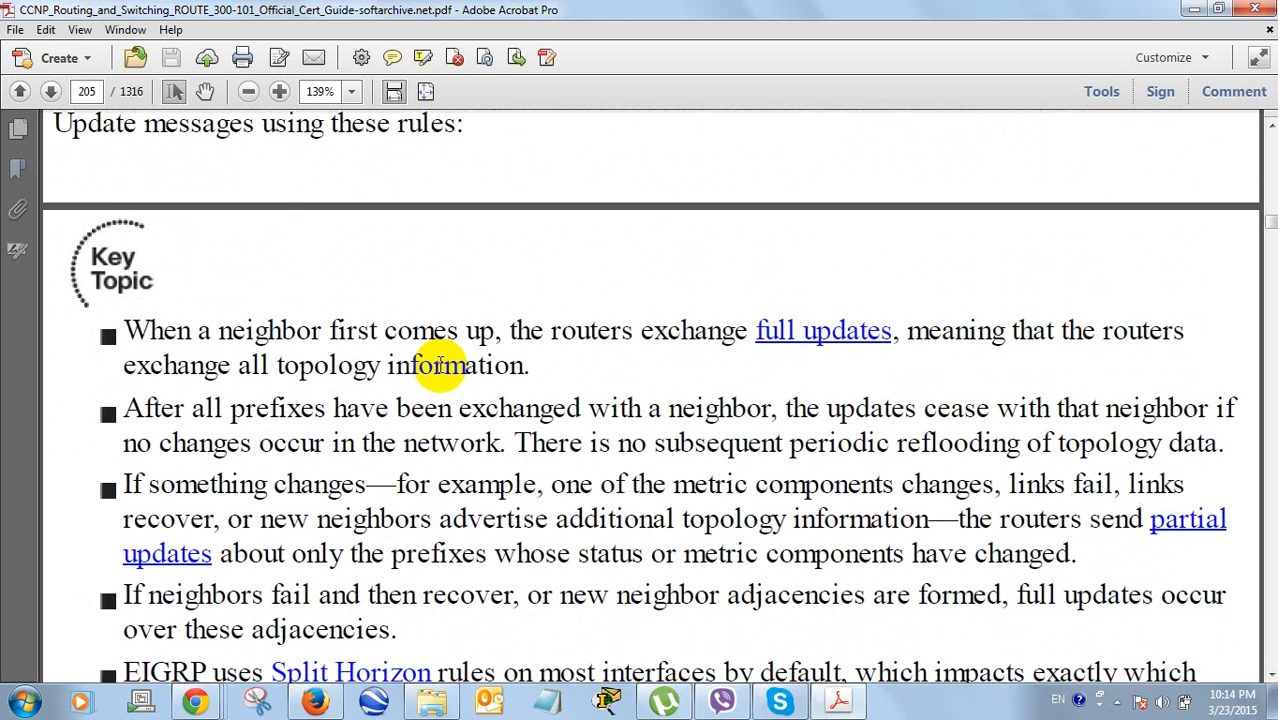 CCNP_Routing_and_Switching_ROUTE_300-101_Official_Cert_Guide-softarchive.net.pdf - Adobe Acrobat Pro
File Edit View Window Help
Create Customize
205 / 1316 139% Tools Sign Comment
Update messages using these rules:
Key
Topic
When a neighbor first comes up, the routers exchange full updates, meaning that the routers
exchange all topology information.
After all prefixes have been exchanged with a neighbor, the updates cease with that neighbor if
no changes occur in the network. There is no subsequent periodic reflooding of topology data.
If something changes—for example, one of the metric components changes, links fail, links
recover, or new neighbors advertise additional topology information—the routers send partial
updates about only the prefixes whose status or metric components have changed.
If neighbors fail and then recover, or new neighbor adjacencies are formed, full updates occur
over these adjacencies.
EIGRP uses Split Horizon rules on most interfaces by default, which impacts exactly which
EN 10:14 PM
3/23/2015